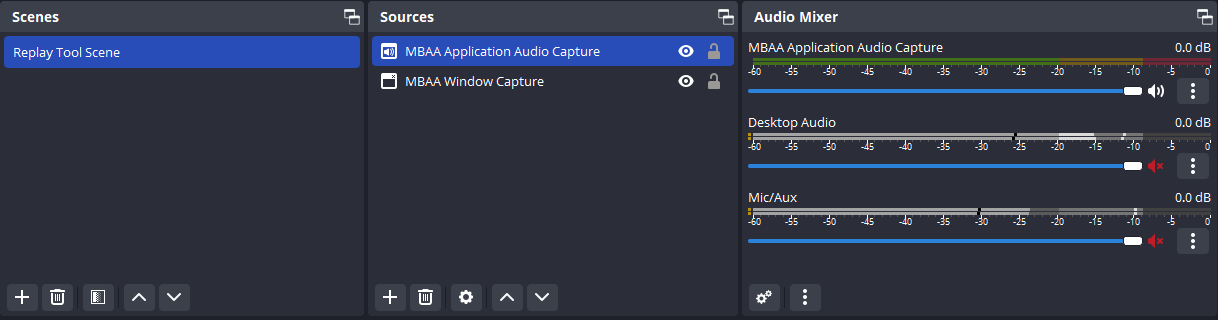 Scenes
Replay Tool Scene
Sources
MBAA Application Audio Capture
MBAA Window Capture
Audio Mixer
MBAA Application Audio Capture 0.0 dB
-60 -55 -50 -45 -40 -35 -30 -25 -20 -15 -10 -5 0
Desktop Audio 0.0 dB
-60 -55 -50 -45 -40 -35 -30 -25 -20 -15 -10 -5 0
Mic/Aux 0.0 dB
-60 -55 -50 -45 -40 -35 -30 -25 -20 -15 -10 -5 0